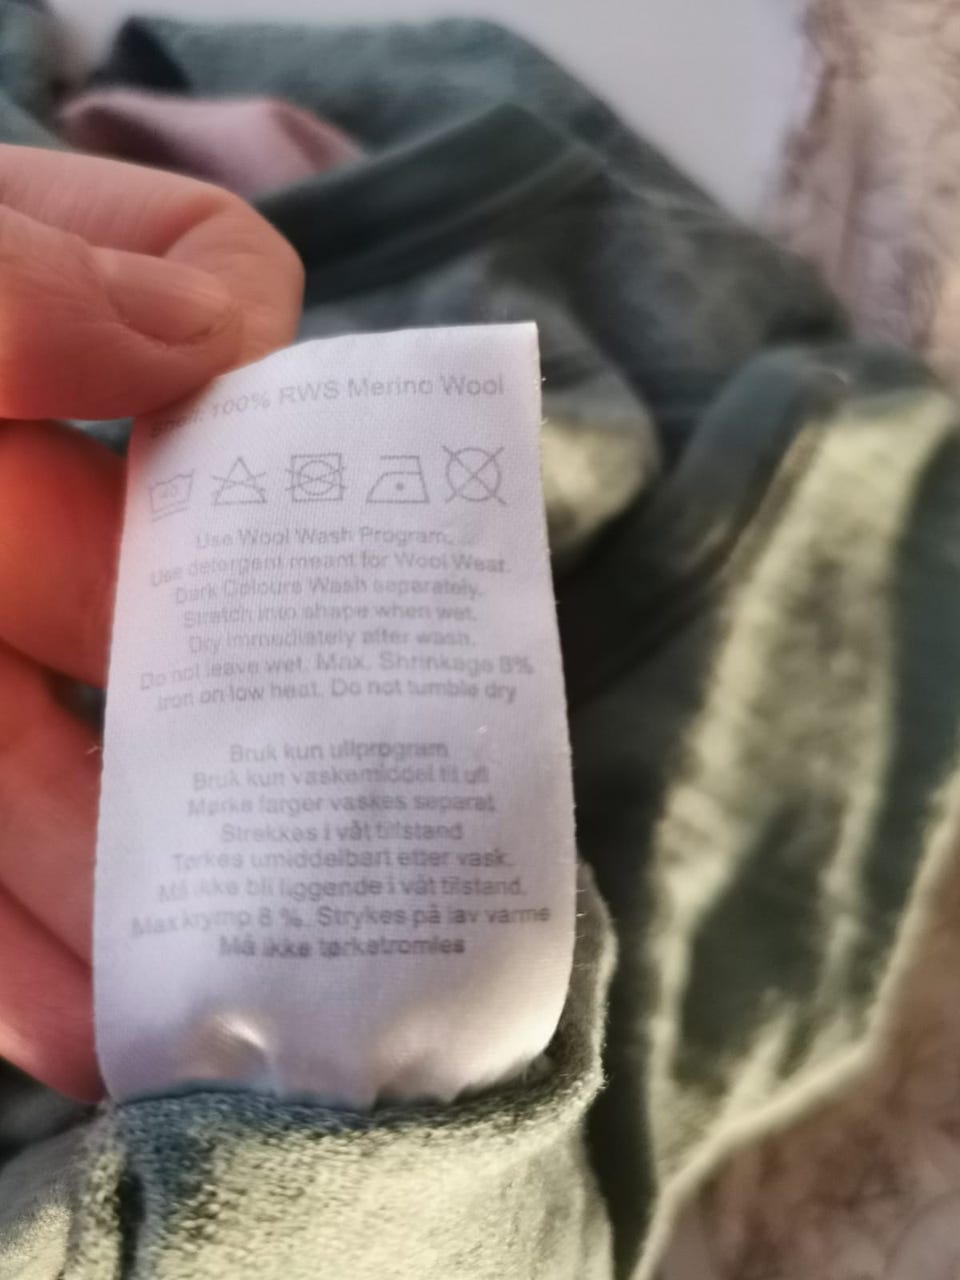 100% RWS Merino Wool
40
Use Wool Wash Program.
Use detergent meant for Wool Wear.
Dark Colours Wash separately.
Stretch into shape when wet.
Dry immediately after wash.
Do not leave wet. Max. Shrinkage 8%
Iron on low heat. Do not tumble dry
Bruk kun ullprogram
Bruk kun vaskemiddel til ull
Mørke farger vaskes separat
Strekkes i våt tilstand
Tørkes umiddelbart etter vask.
Må ikke bli liggende i våt tilstand.
Max krymp 8 %. Strykes på lav varme
Må ikke tørketromles